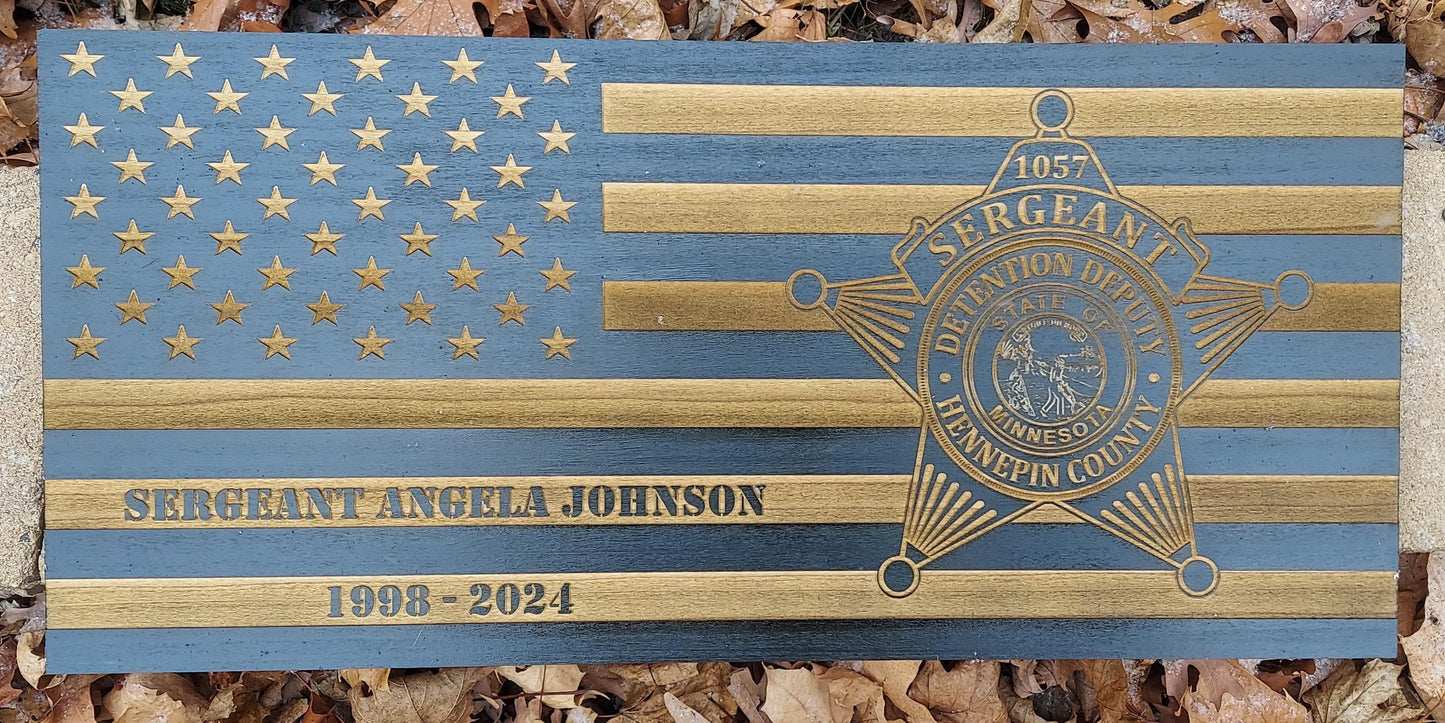 1057
SERGEANT
DETENTION DEPUTY
STATE OF
MINNESOTA
• HENNEPIN COUNTY •
SERGEANT ANGELA JOHNSON
1998 - 2024